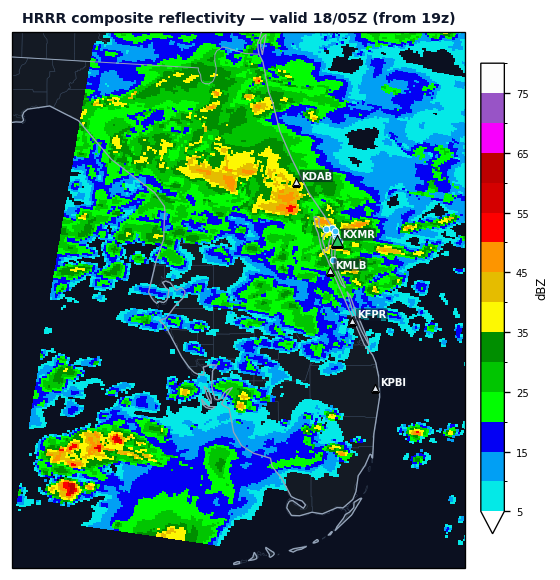 HRRR composite reflectivity — valid 18/05Z (from 19z)
KDAB
KXMR
KMLB
KFPR
KPBI
75
65
55
45
35
25
15
5
dBZ